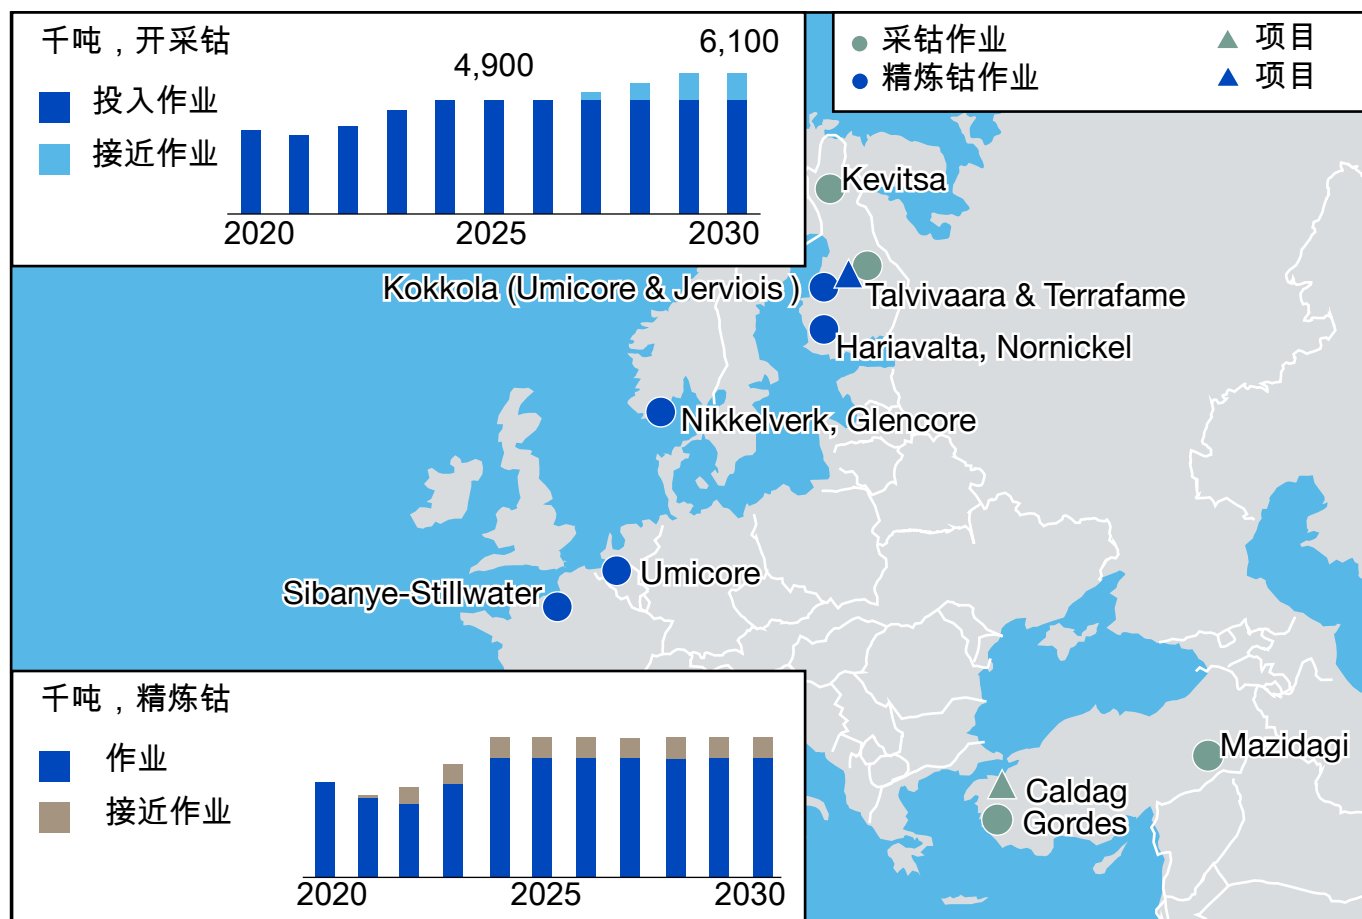 千吨，开采钴
投入作业
接近作业
4,900
6,100
2020
2025
2030
采钴作业
项目
精炼钴作业
项目
Kevitsa
Kokkola (Umicore & Jerviois )
Talvivaara & Terrafame
Hariavalta, Nornickel
Nikkelverk, Glencore
Umicore
Sibanye-Stillwater
千吨，精炼钴
作业
接近作业
2020
2025
2030
Mazidagi
Caldag
Gordes